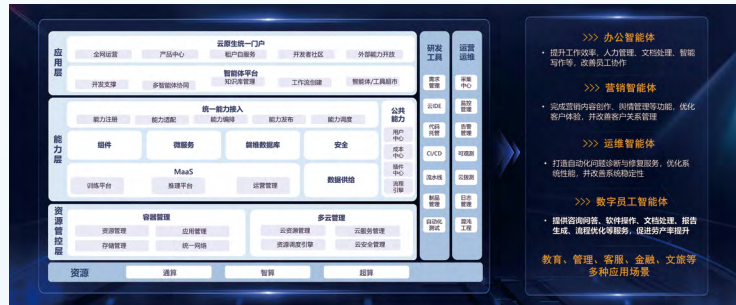 应用层
云原生统一门户
全网运营 产品中心 租户自服务 开发者社区 外部能力开放
智能体平台
开发支撑 多智能体协同 知识库管理 工作流创建 智能体/工具超市
能力层
统一能力接入
能力注册 能力适配 能力编排 能力发布 能力调度
组件 微服务 磐维数据库 安全
MaaS
训练平台 推理平台 运营管理
数据供给
公共能力
用户中心
成本中心
插件中心
流程引擎
资源管控层
容器管理
资源管理 应用管理
存储管理 统一网络
多云管理
云资源管理 云服务管理
资源调度引擎 云安全管理
资源 通算 智算 超算
研发工具
需求管理
云IDE
代码托管
CI/CD
流水线
制品管理
自动化测试
运营运维
采集中心
监控管理
告警管理
可观测
云拨测
日志管理
混沌工程
>>> 办公智能体
• 提升工作效率、人力管理、文档处理、智能
写作等，改善员工协作
>>> 营销智能体
• 完成营销内容创作、舆情管理等功能，优化
客户体验，并改善客户关系管理
>>> 运维智能体
• 打造自动化问题诊断与修复服务，优化系
统性能，并改善系统稳定性
>>> 数字员工智能体
• 提供咨询问答、软件操作、文档处理、报告
生成、流程优化等服务，促进劳产率提升
教育、管理、客服、金融、文旅等
多种应用场景